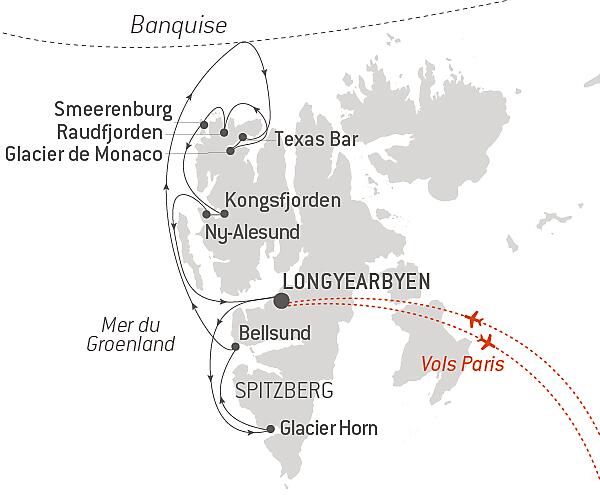 Banquise
Smeerenburg
Raudfjorden
Glacier de Monaco
Texas Bar
Kongsfjorden
Ny-Alesund
LONGYEARBYEN
Mer du
Groenland
Bellsund
Vols Paris
SPITZBERG
Glacier Horn